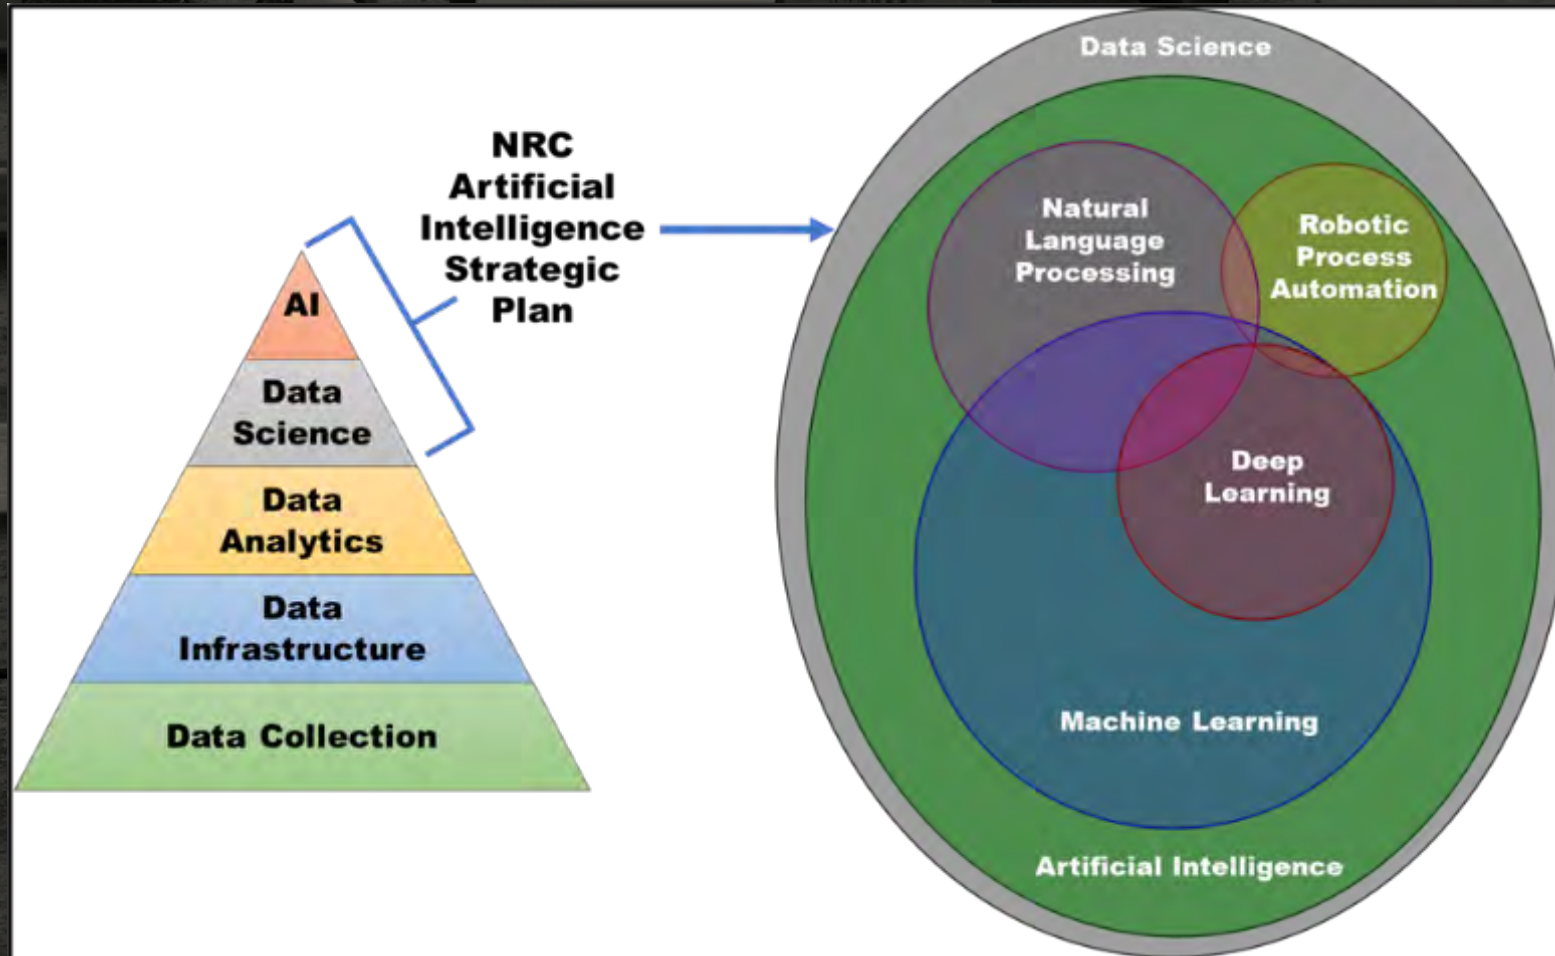 NRC
Artificial
Intelligence
Strategic
Plan
AI
Data
Science
Data
Analytics
Data
Infrastructure
Data Collection
Data Science
Natural
Language
Processing
Robotic
Process
Automation
Deep
Learning
Machine Learning
Artificial Intelligence